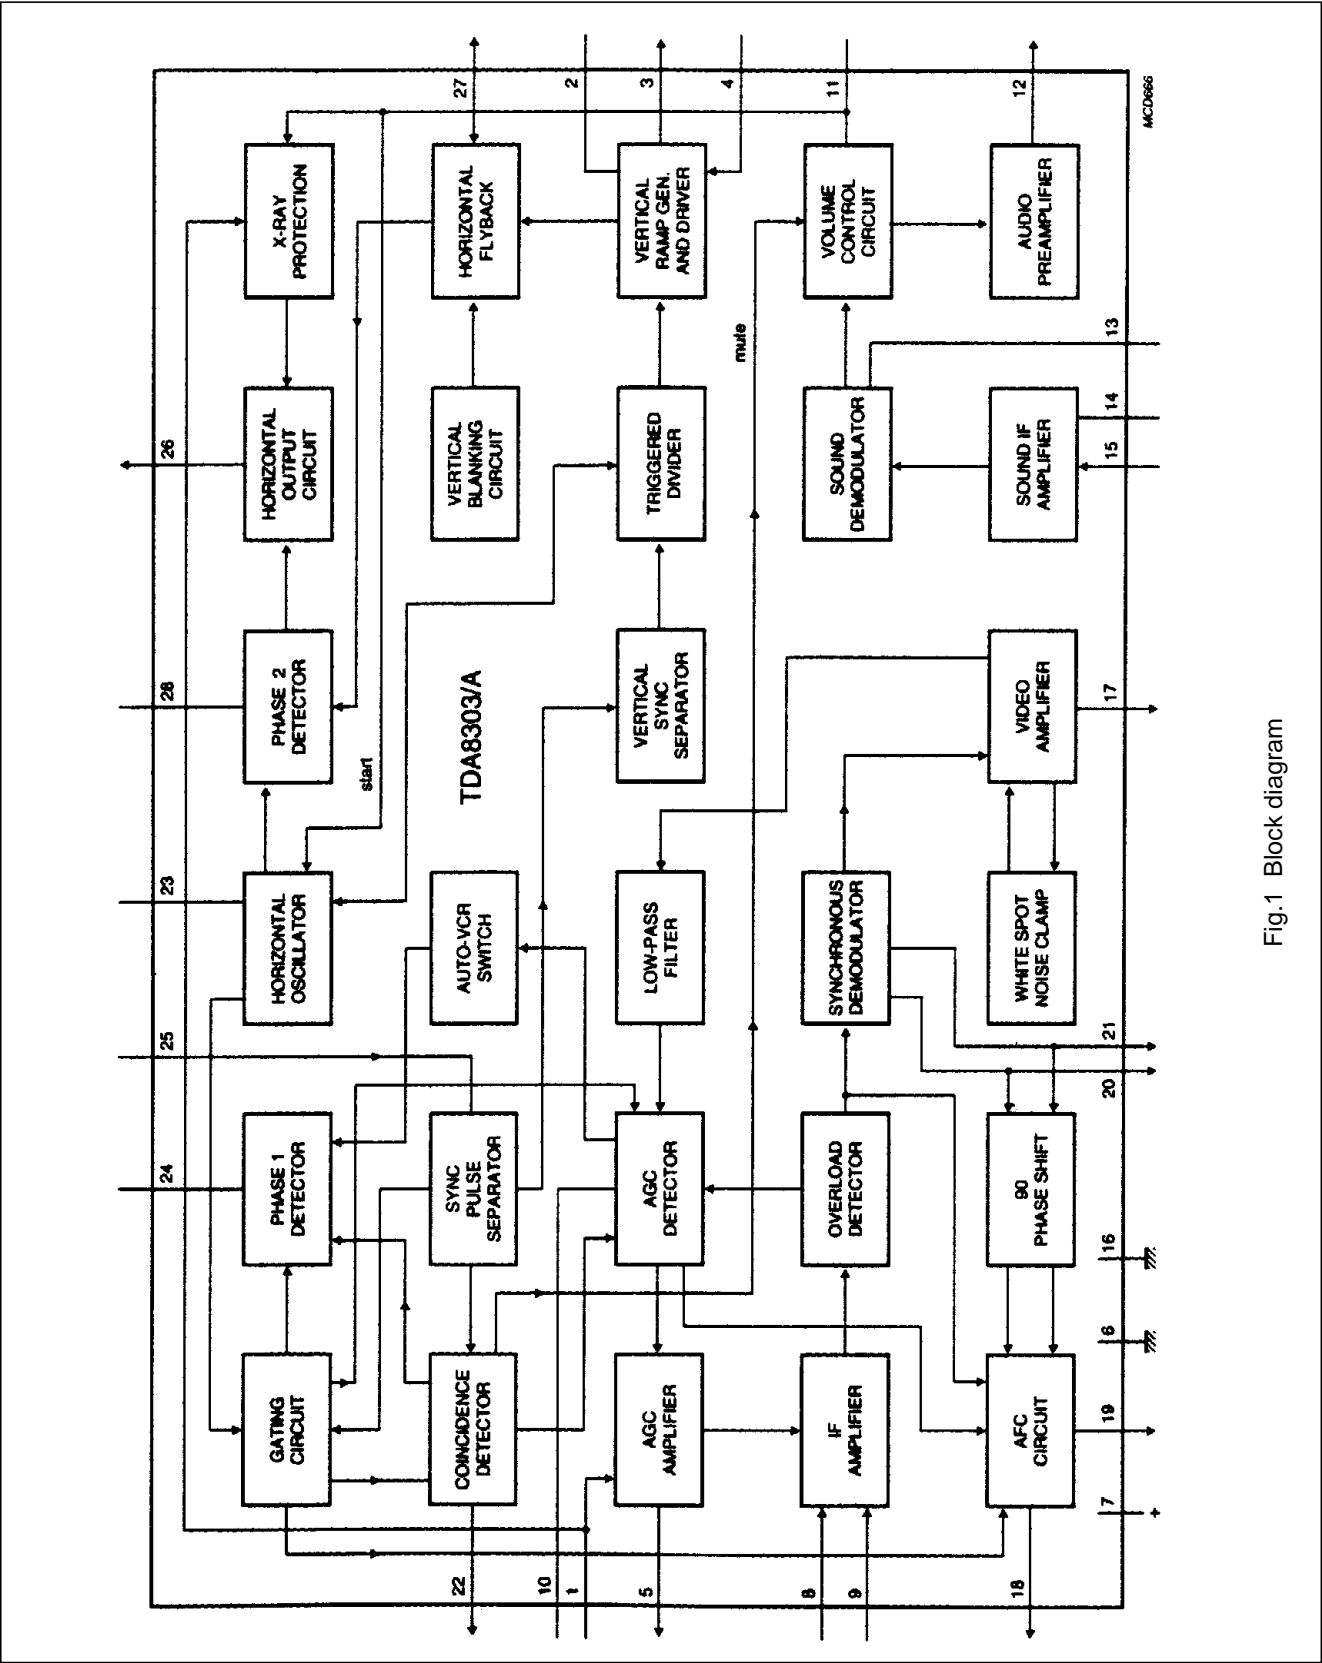 26
28
23
25
24
X-RAY
PROTECTION
HORIZONTAL
OUTPUT
CIRCUIT
PHASE 2
DETECTOR
HORIZONTAL
OSCILLATOR
PHASE 1
DETECTOR
GATING
CIRCUIT
start
27
HORIZONTAL
FLYBACK
VERTICAL
BLANKING
CIRCUIT
TDA8303/A
AUTO-VCR
SWITCH
SYNC
PULSE
SEPARATOR
COINCIDENCE
DETECTOR
22
2
3
4
VERTICAL
RAMP GEN.
AND DRIVER
TRIGGERED
DIVIDER
VERTICAL
SYNC
SEPARATOR
LOW-PASS
FILTER
AGC
DETECTOR
AGC
AMPLIFIER
10
1
5
mute
11
VOLUME
CONTROL
CIRCUIT
SOUND
DEMODULATOR
SYNCHRONOUS
DEMODULATOR
OVERLOAD
DETECTOR
IF
AMPLIFIER
8
9
12
AUDIO
PREAMPLIFIER
SOUND IF
AMPLIFIER
VIDEO
AMPLIFIER
WHITE SPOT
NOISE CLAMP
90
PHASE SHIFT
AFC
CIRCUIT
18
13
14
15
17
21
20
16
6
19
7
+
MCD666
Fig.1 Block diagram